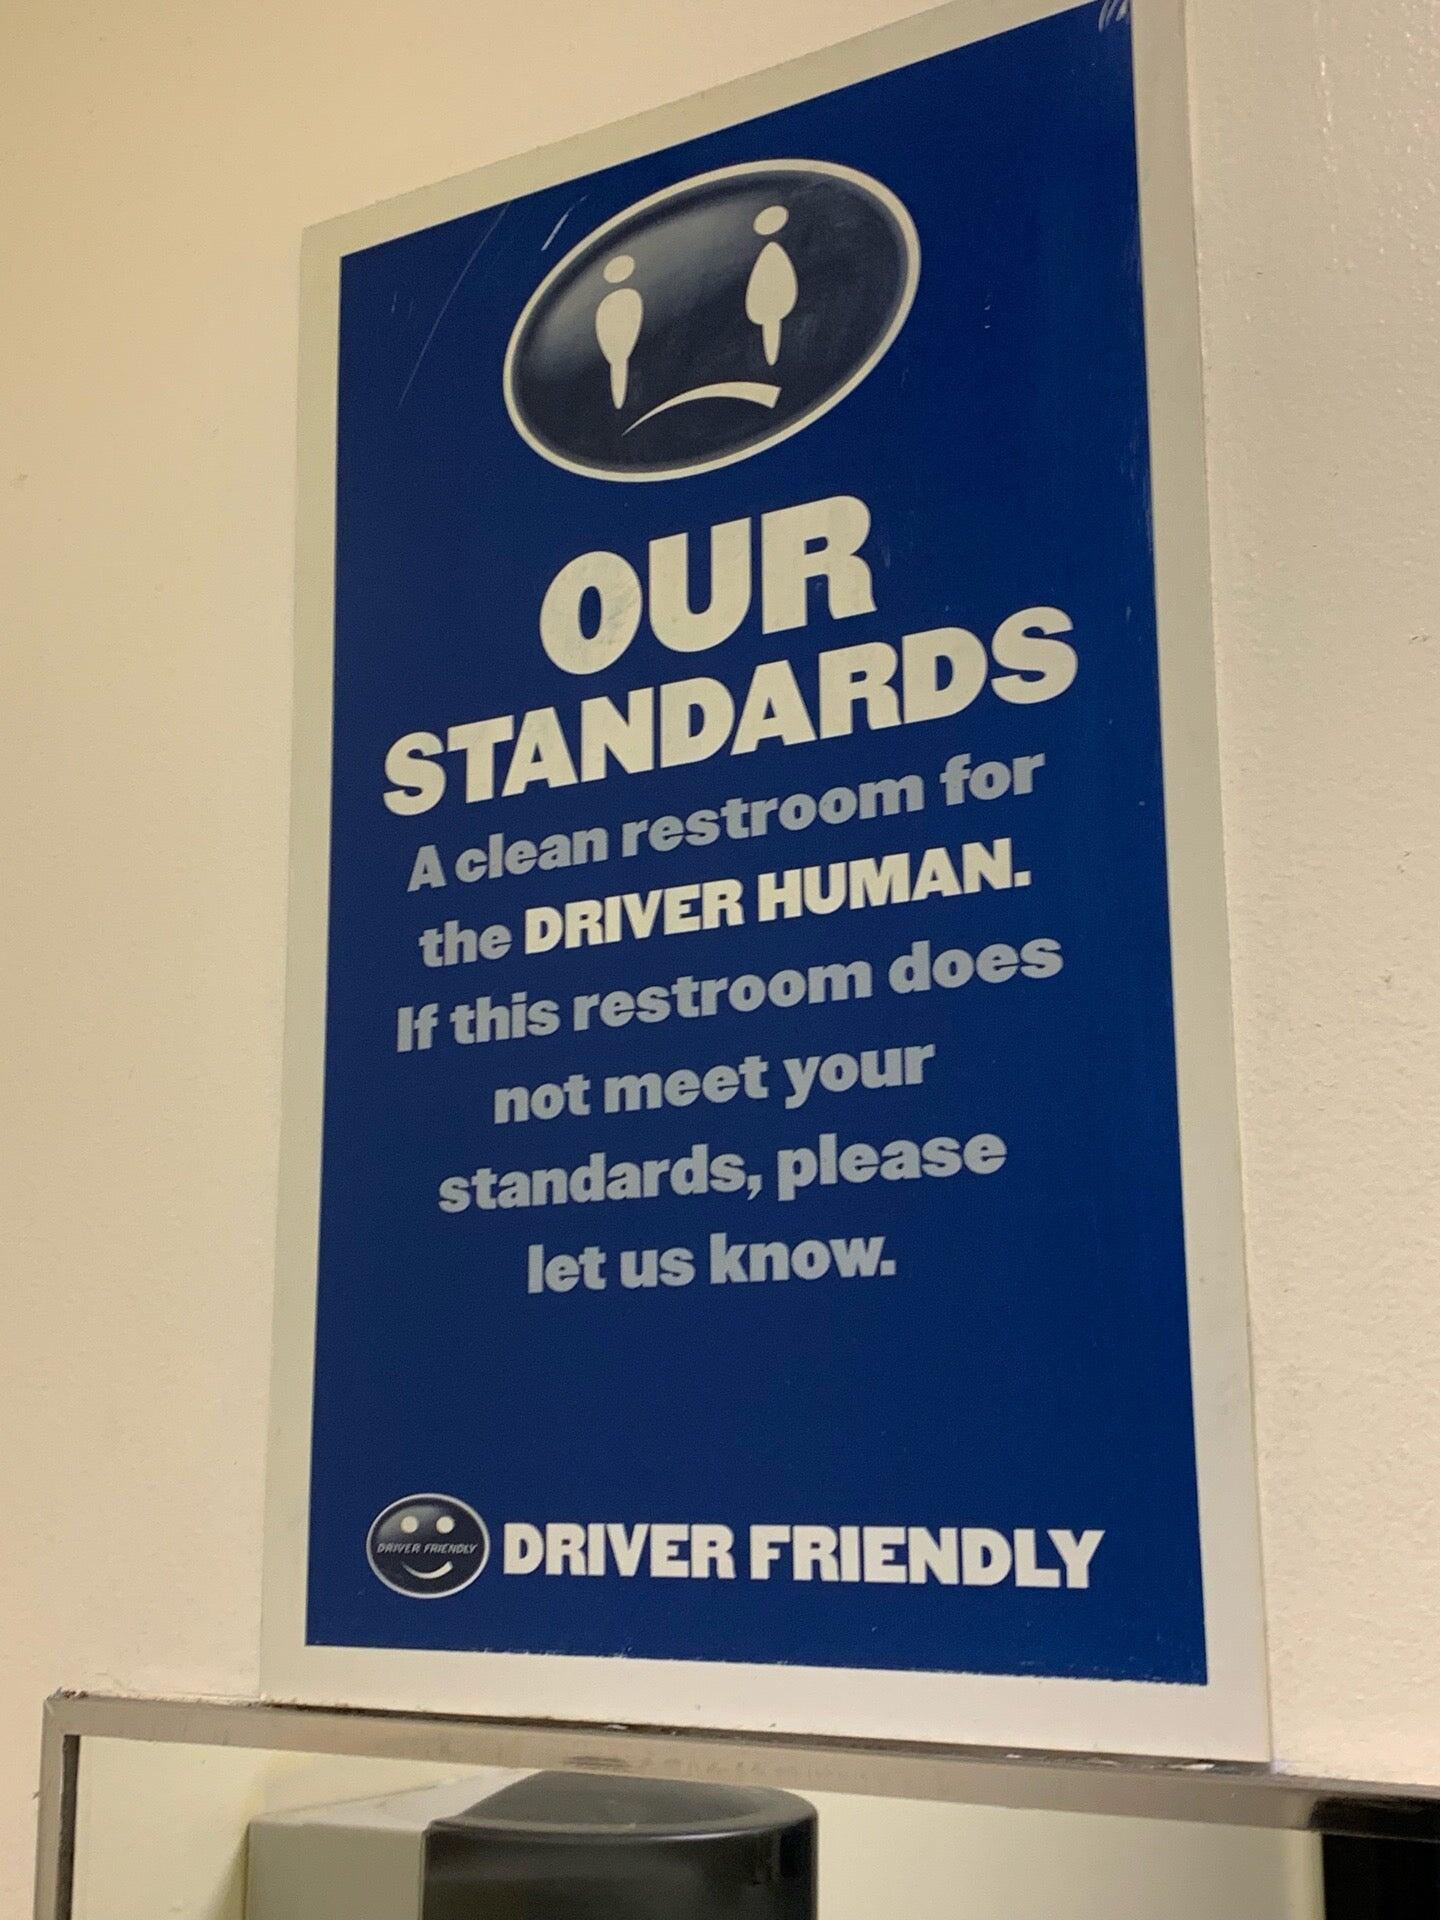 OUR
STANDARDS
A clean restroom for
the DRIVER HUMAN.
If this restroom does
not meet your
standards, please
let us know.
DRIVER FRIENDLY
DRIVER FRIENDLY